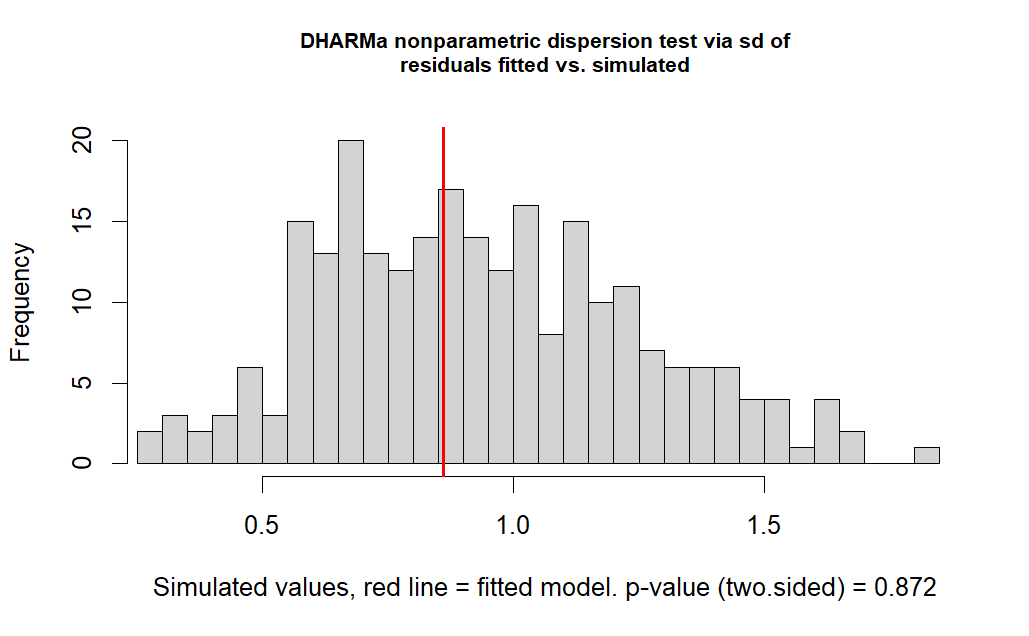 DHARMa nonparametric dispersion test via sd of
residuals fitted vs. simulated
Frequency
20
15
10
5
0
0.5 1.0 1.5
Simulated values, red line = fitted model. p-value (two.sided) = 0.872